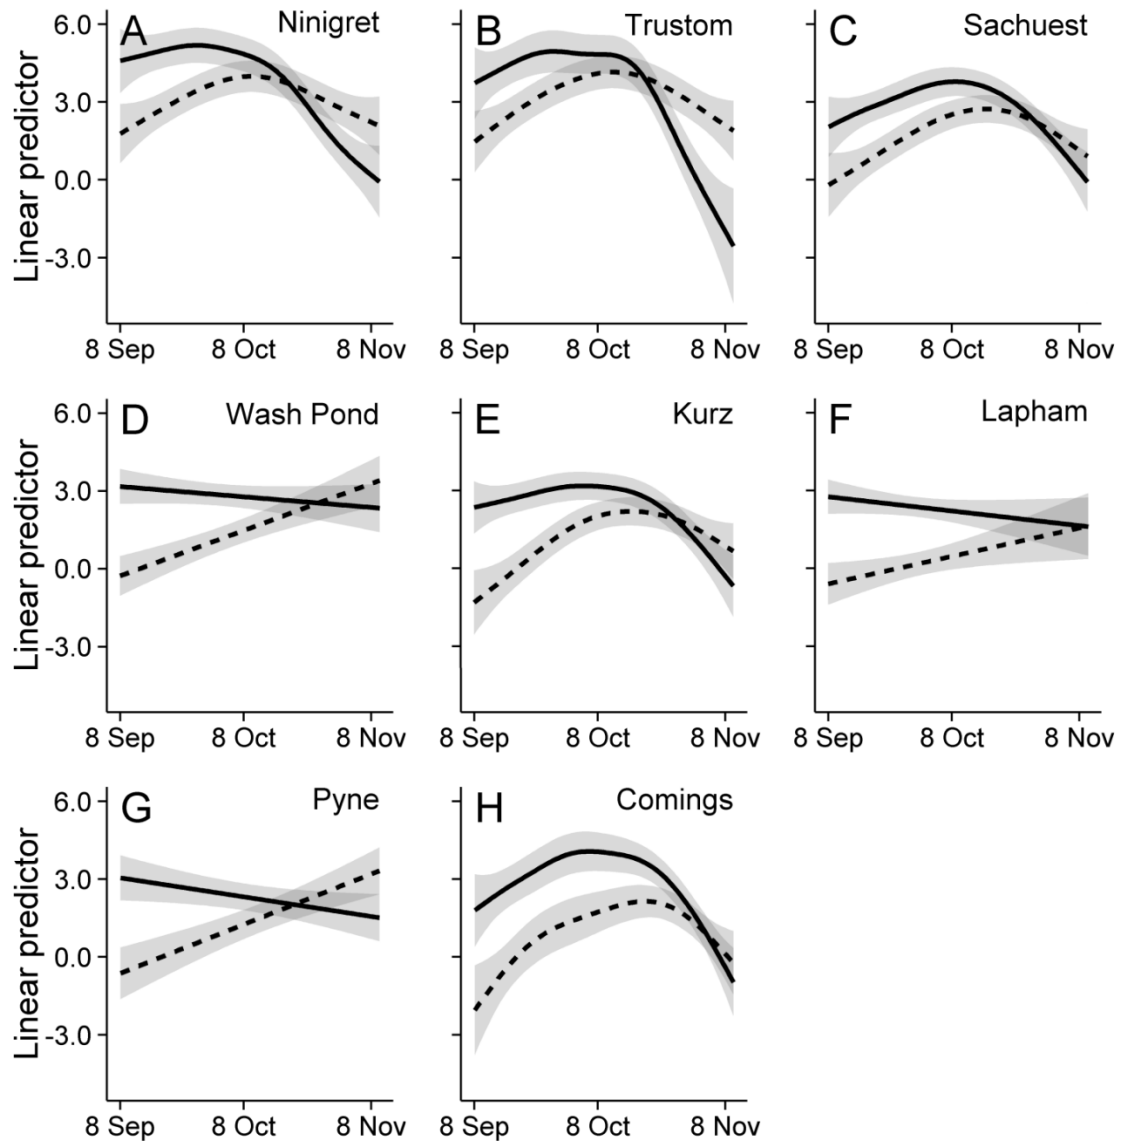 A Ninigret
B Trustom
C Sachuest
Linear predictor
6.0
3.0
0.0
-3.0
8 Sep 8 Oct 8 Nov
8 Sep 8 Oct 8 Nov
8 Sep 8 Oct 8 Nov
D Wash Pond
E Kurz
F Lapham
Linear predictor
6.0
3.0
0.0
-3.0
8 Sep 8 Oct 8 Nov
8 Sep 8 Oct 8 Nov
8 Sep 8 Oct 8 Nov
G Pyne
H Comings
Linear predictor
6.0
3.0
0.0
-3.0
8 Sep 8 Oct 8 Nov
8 Sep 8 Oct 8 Nov